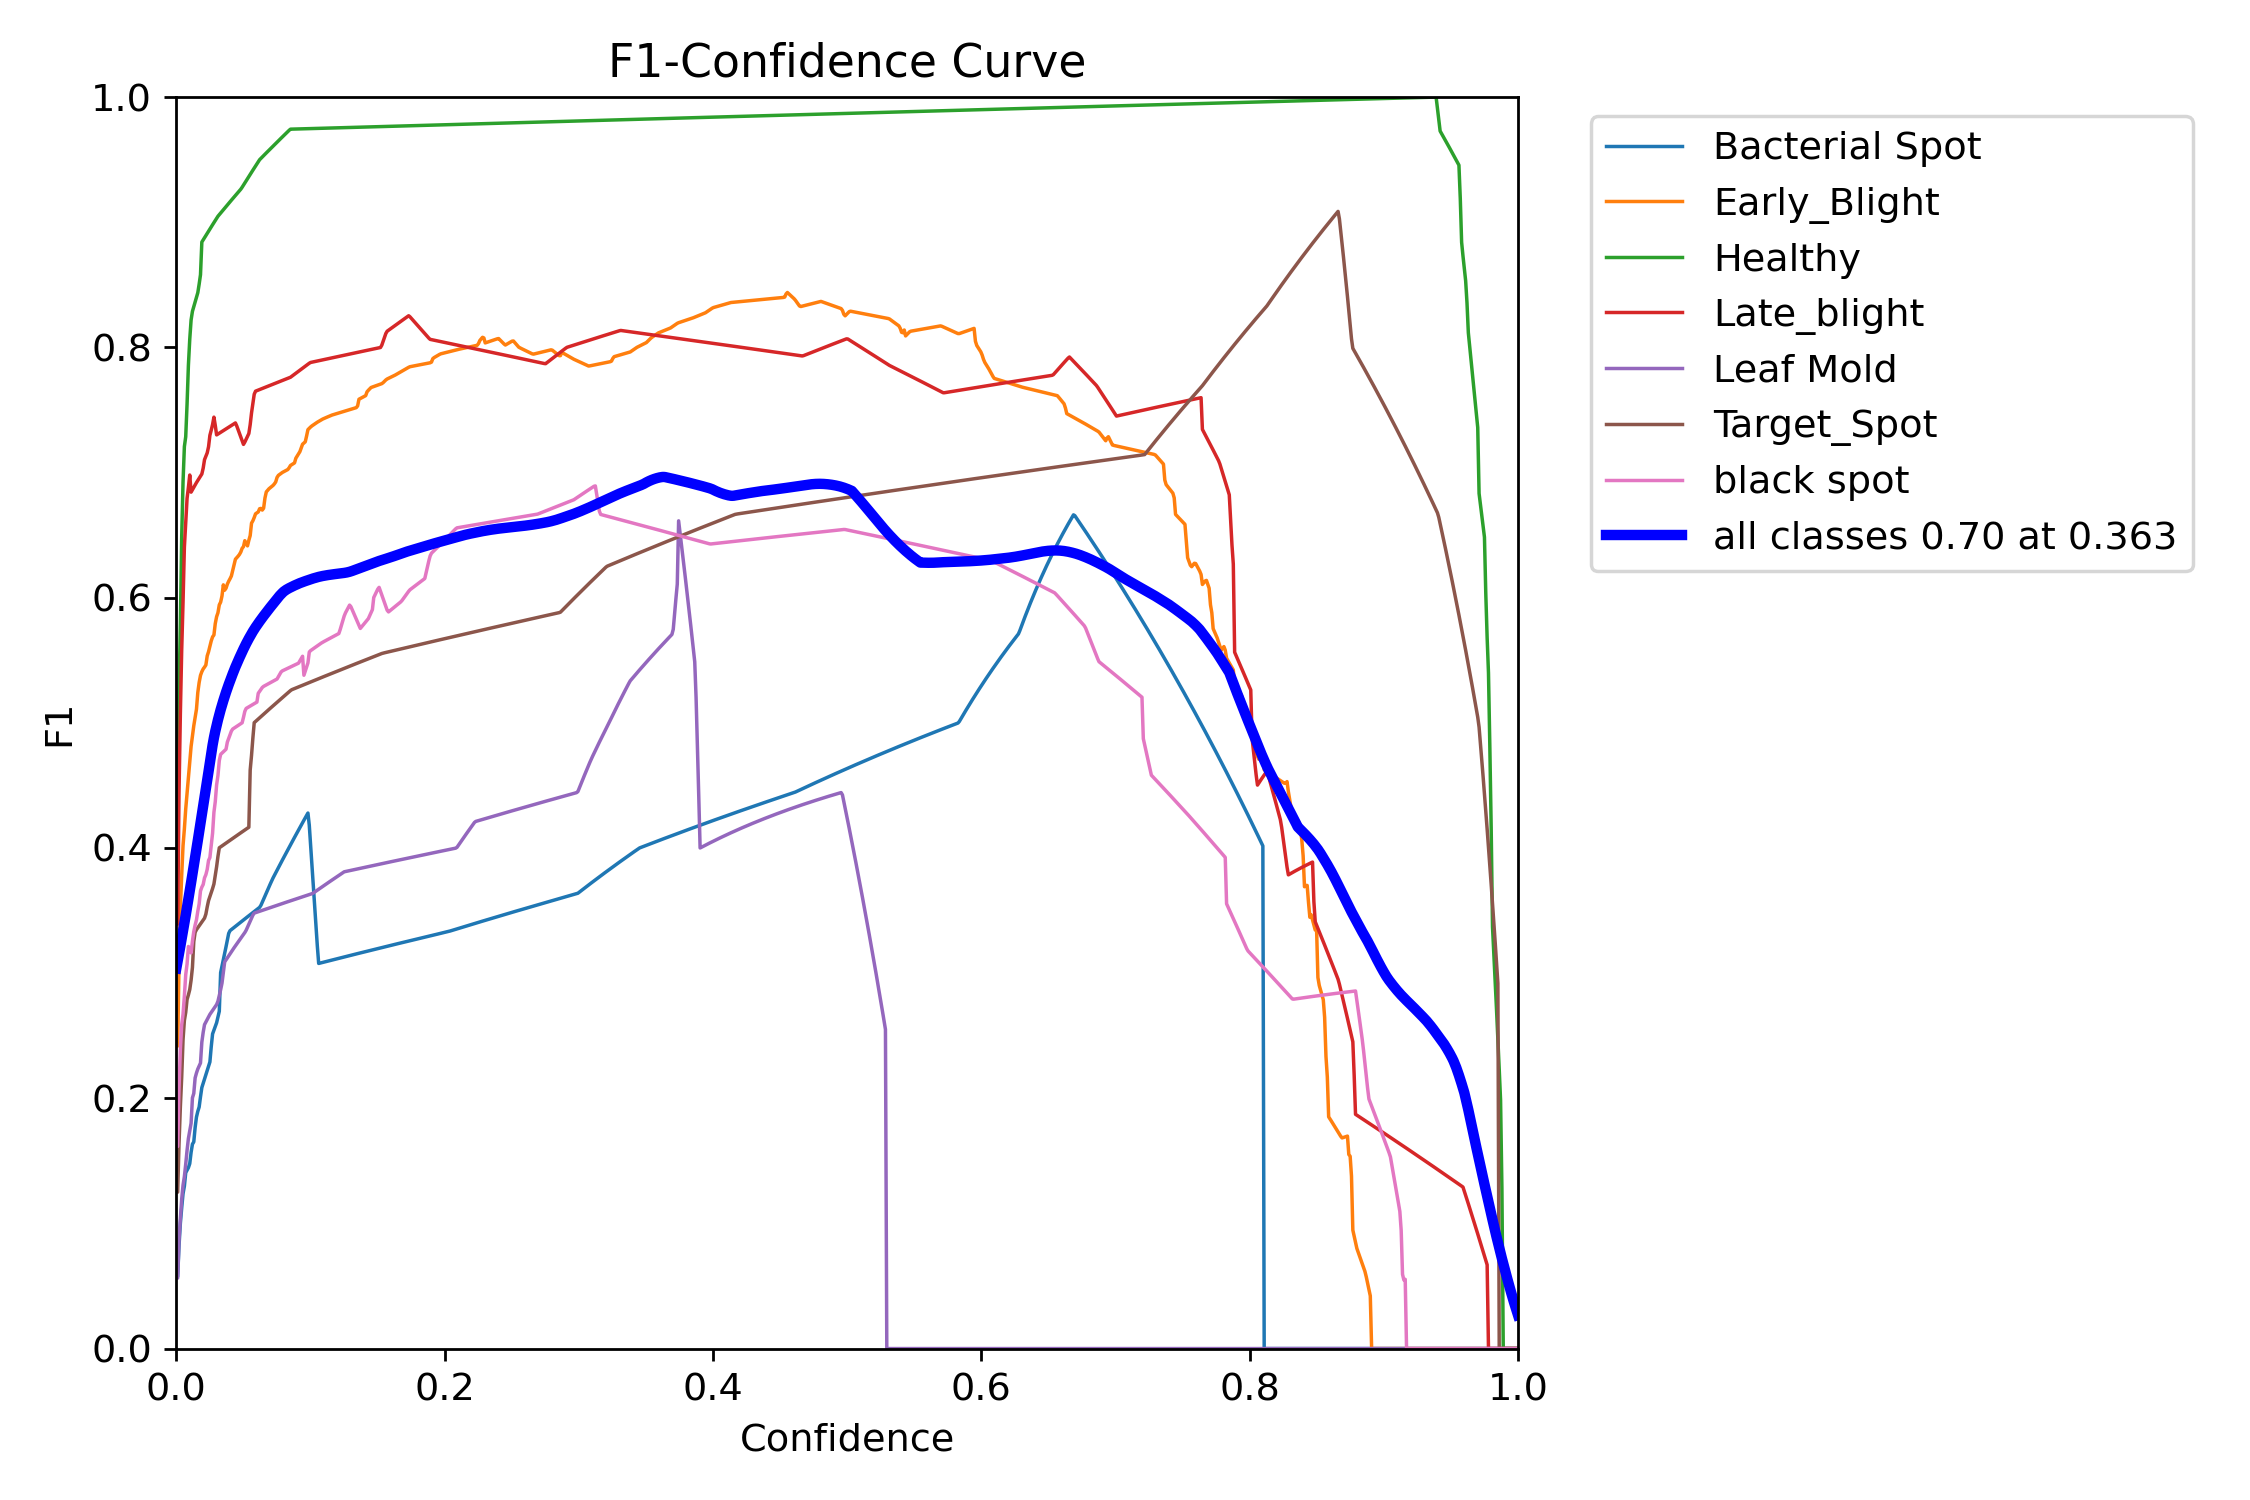 F1-Confidence Curve
1.0
0.8
0.6
0.4
0.2
0.0
F1
0.0 0.2 0.4 0.6 0.8 1.0
Confidence
Bacterial Spot
Early_Blight
Healthy
Late_blight
Leaf Mold
Target_Spot
black spot
all classes 0.70 at 0.363